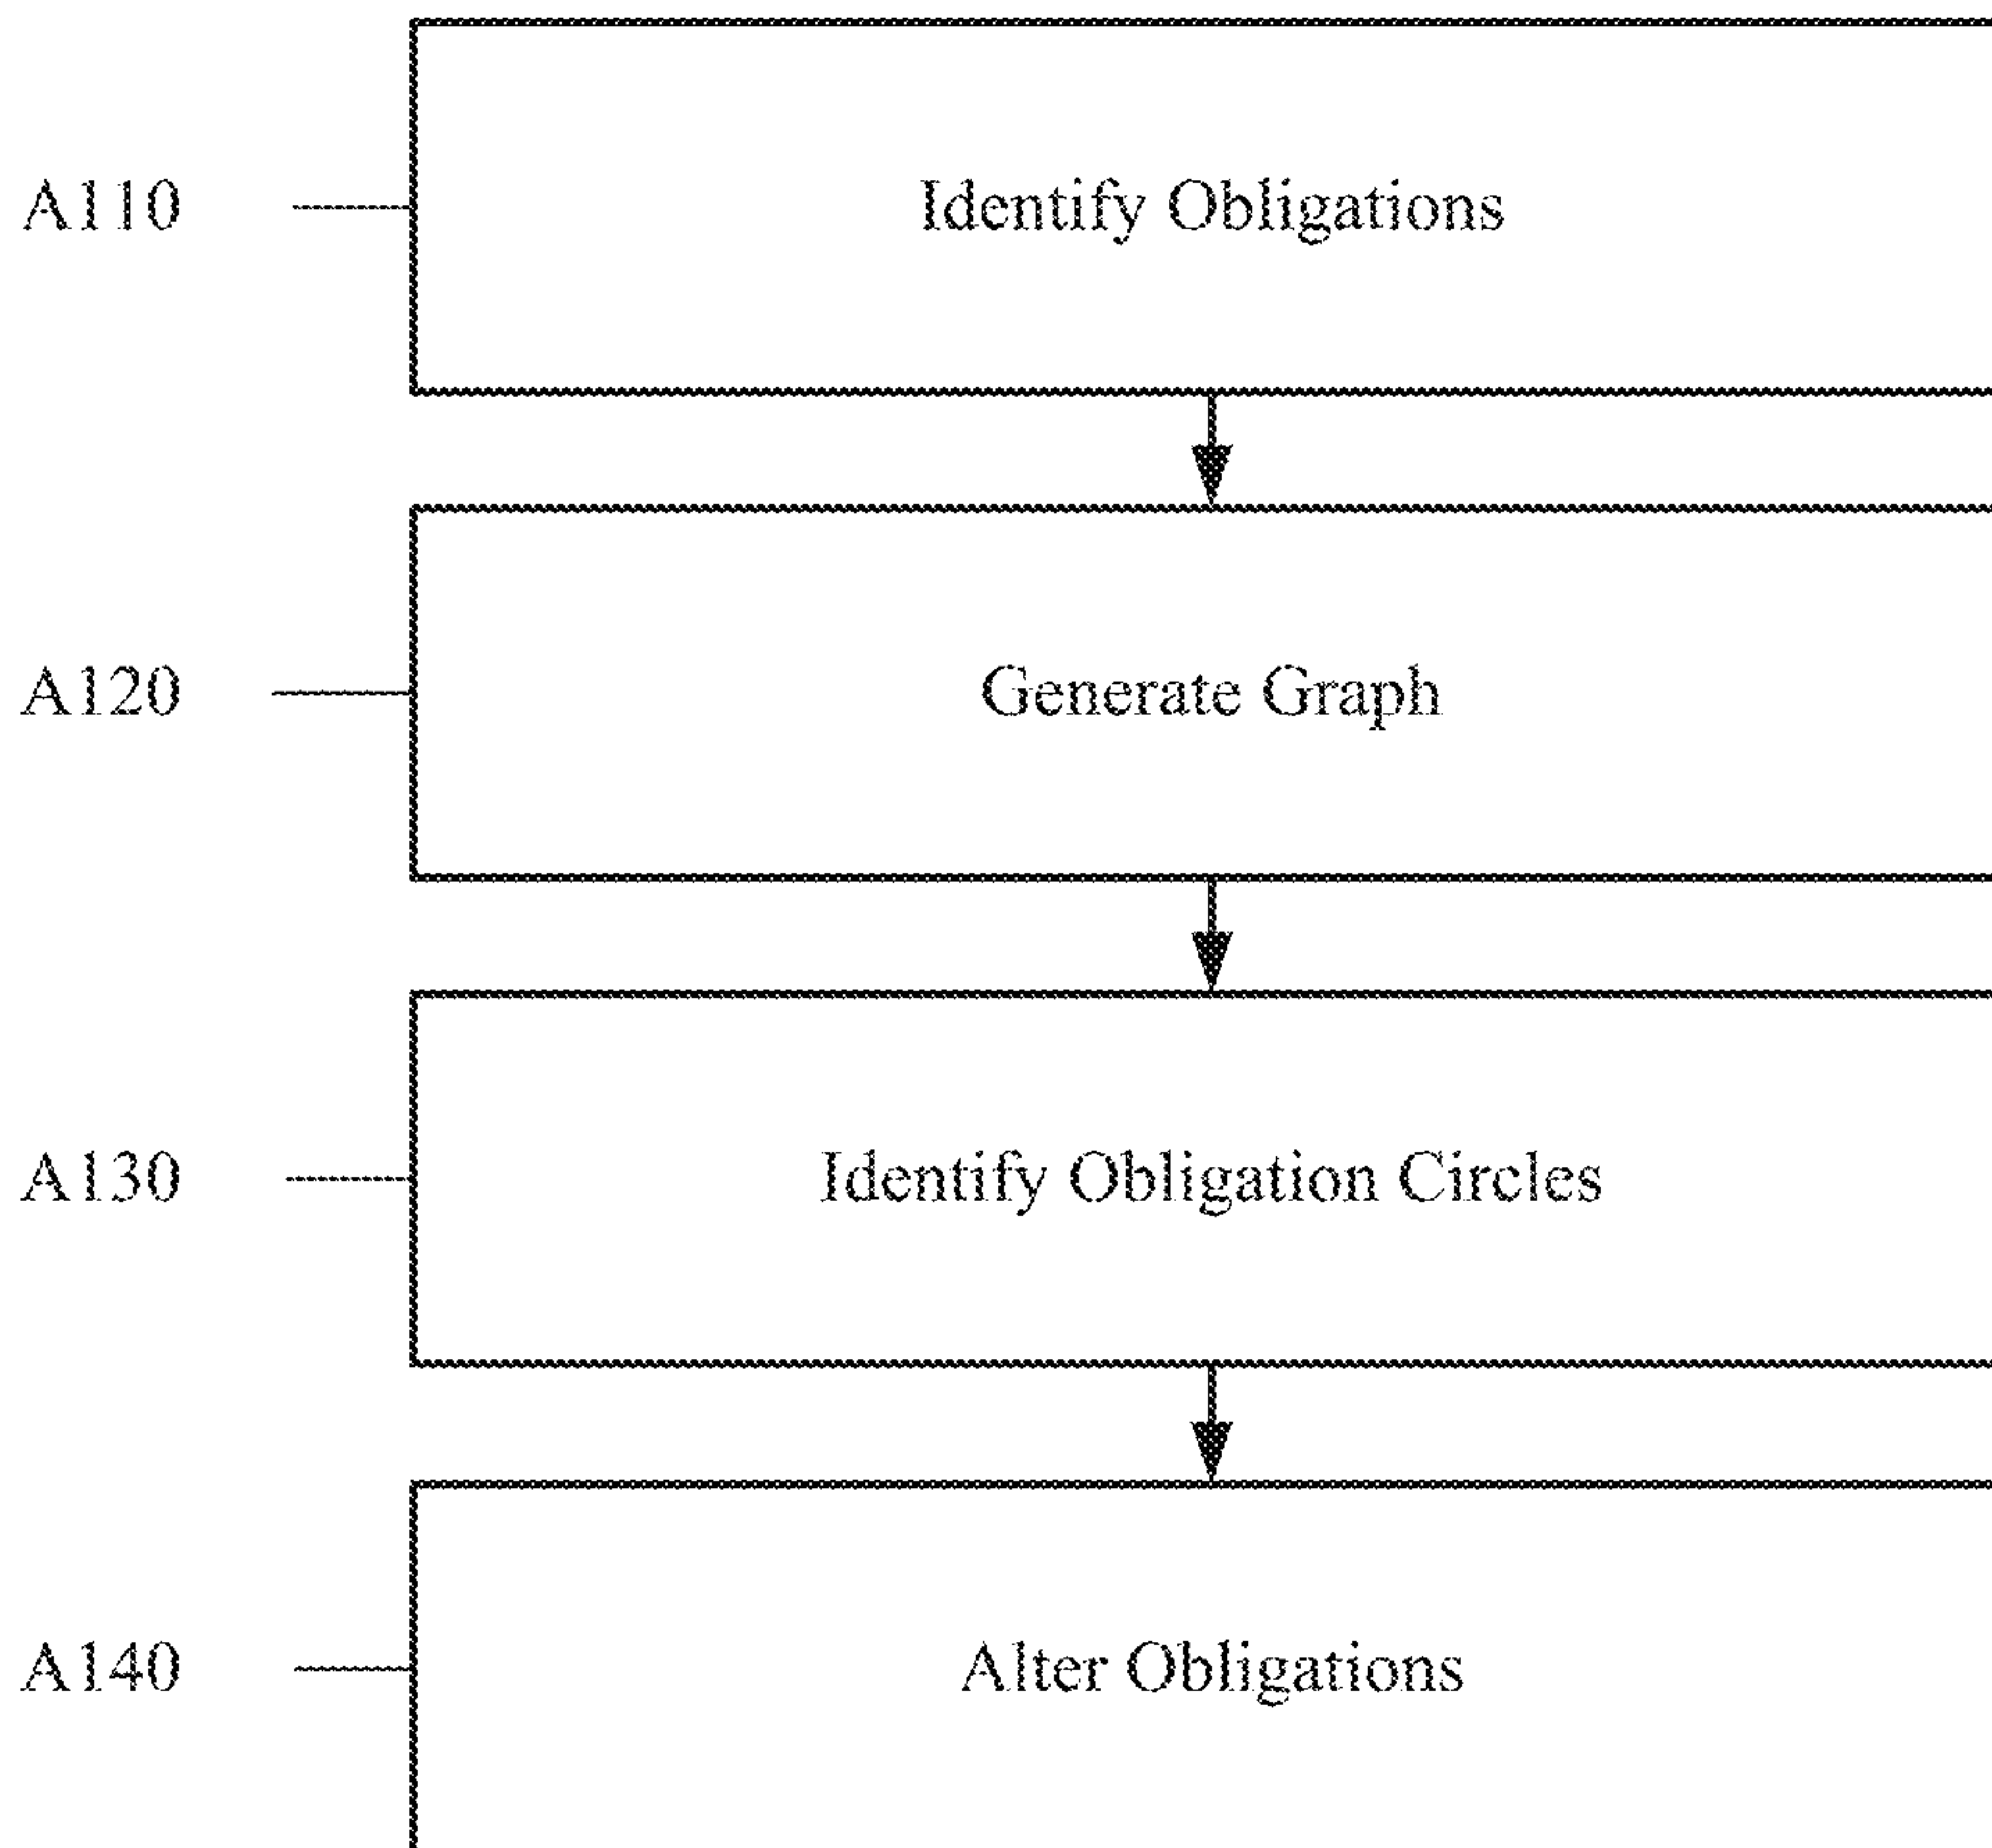 A110 Identify Obligations
A120 Generate Graph
A130 Identify Obligation Circles
A140 Alter Obligations